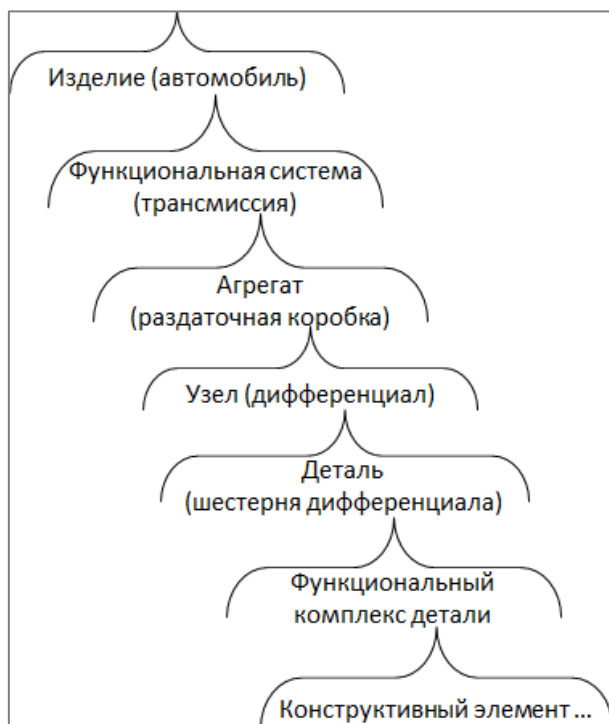 Изделие (автомобиль)
Функциональная система
(трансмиссия)
Агрегат
(раздаточная коробка)
Узел (дифференциал)
Деталь
(шестерня дифференциала)
Функциональный
комплекс детали
Конструктивный элемент ...